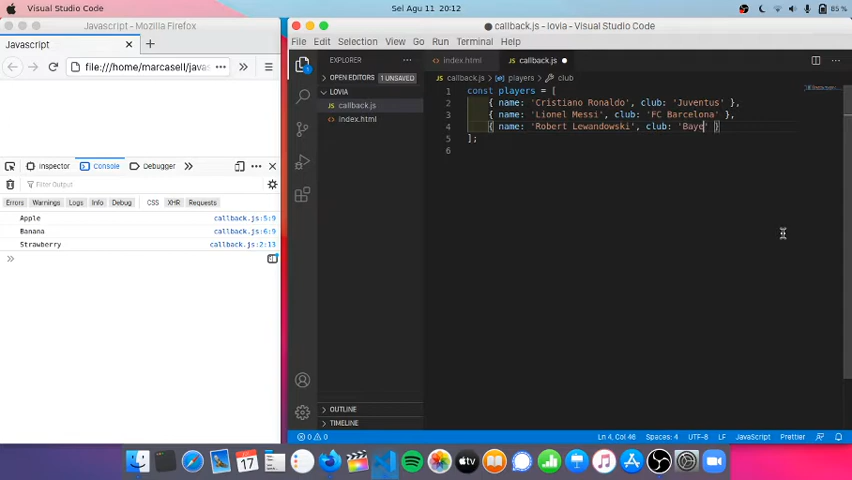 Visual Studio Code
Sel Agu 11 20:12
85 %
Javascript - Mozilla Firefox
callback.js - lovia - Visual Studio Code
Javascript
file:///home/marcasell/javas
Inspector
Console
Debugger
Filter Output
Errors
Warnings
Logs
Info
Debug
CSS
XHR
Requests
Apple callback.js:5:9
Banana callback.js:6:9
Strawberry callback.js:2:13
File Edit Selection View Go Run Terminal Help
EXPLORER
OPEN EDITORS 1 UNSAVED
LOVIA
callback.js
index.html
OUTLINE
TIMELINE
index.html
callback.js
callback.js > players > club
1 const players = [
2 { name: 'Cristiano Ronaldo', club: 'Juventus' },
3 { name: 'Lionel Messi', club: 'FC Barcelona' },
4 { name: 'Robert Lewandowski', club: 'Baye' }
5 ];
6
0 0
Ln 4, Col 46 Spaces: 4 UTF-8 LF JavaScript Prettier